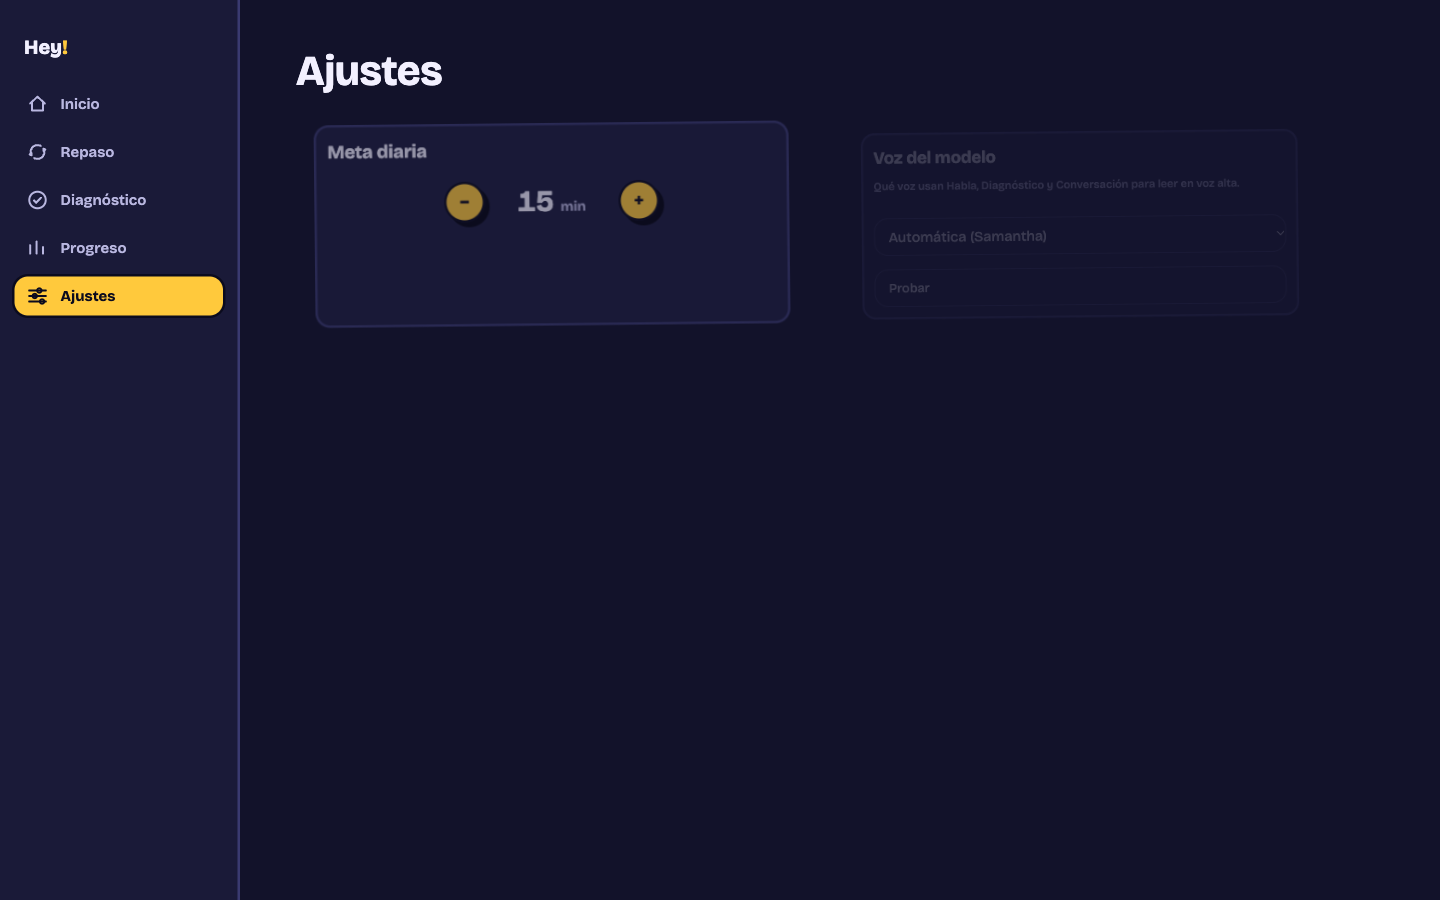 Hey!
Inicio
Repaso
Diagnóstico
Progreso
Ajustes
Ajustes
Meta diaria
-
15 min
+
Voz del modelo
Qué voz usan Habla, Diagnóstico y Conversación para leer en voz alta.
Automática (Samantha)
Probar